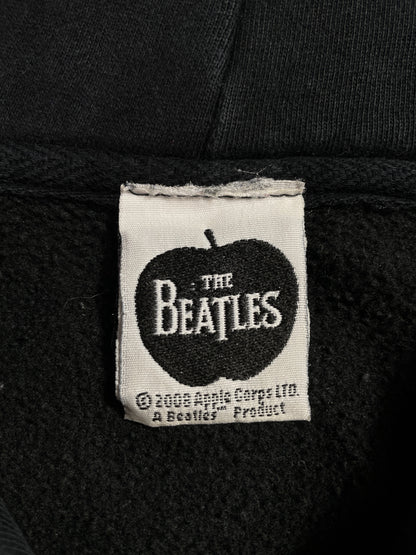 THE
BEATLES
© 2008 Apple Corps LTD.
A Beatles™ Product